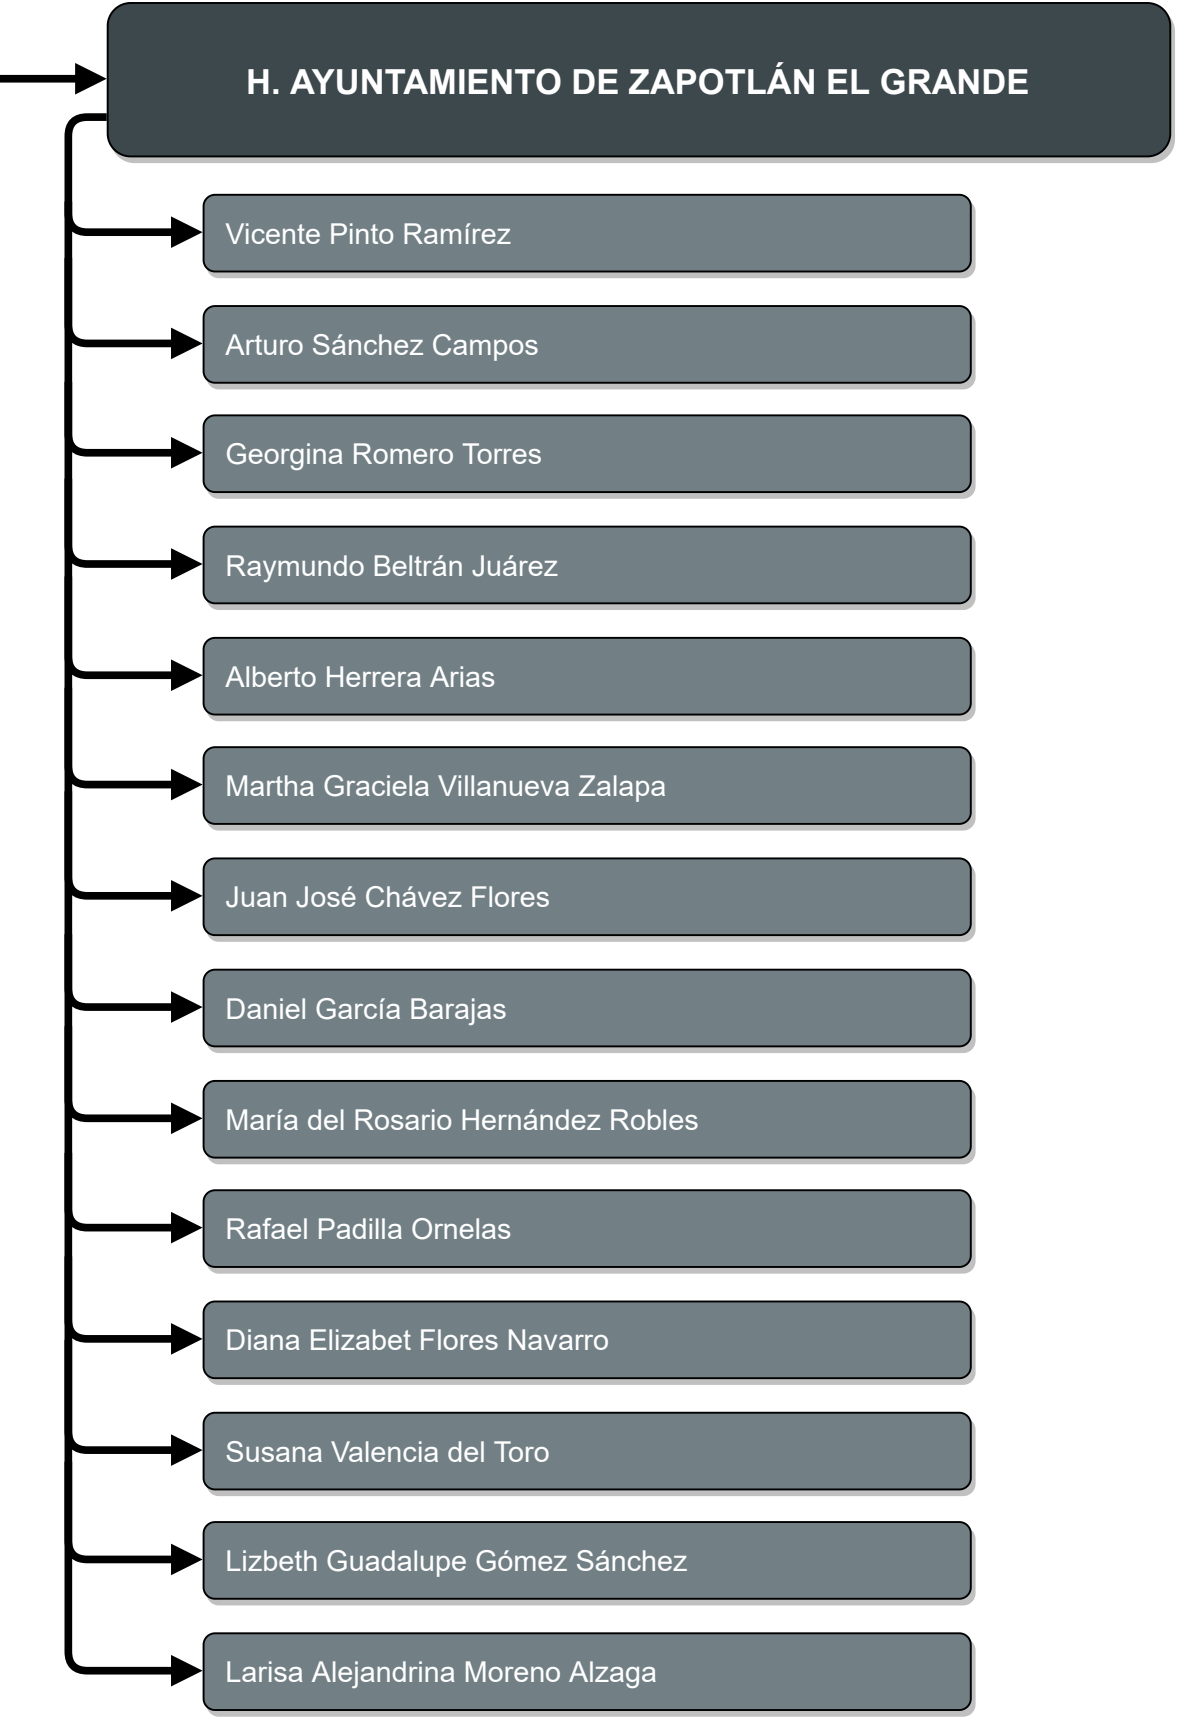 H. AYUNTAMIENTO DE ZAPOTLÁN EL GRANDE
Vicente Pinto Ramírez
Arturo Sánchez Campos
Georgina Romero Torres
Raymundo Beltrán Juárez
Alberto Herrera Arias
Martha Graciela Villanueva Zalapa
Juan José Chávez Flores
Daniel García Barajas
María del Rosario Hernández Robles
Rafael Padilla Ornelas
Diana Elizabet Flores Navarro
Susana Valencia del Toro
Lizbeth Guadalupe Gómez Sánchez
Larisa Alejandrina Moreno Alzaga